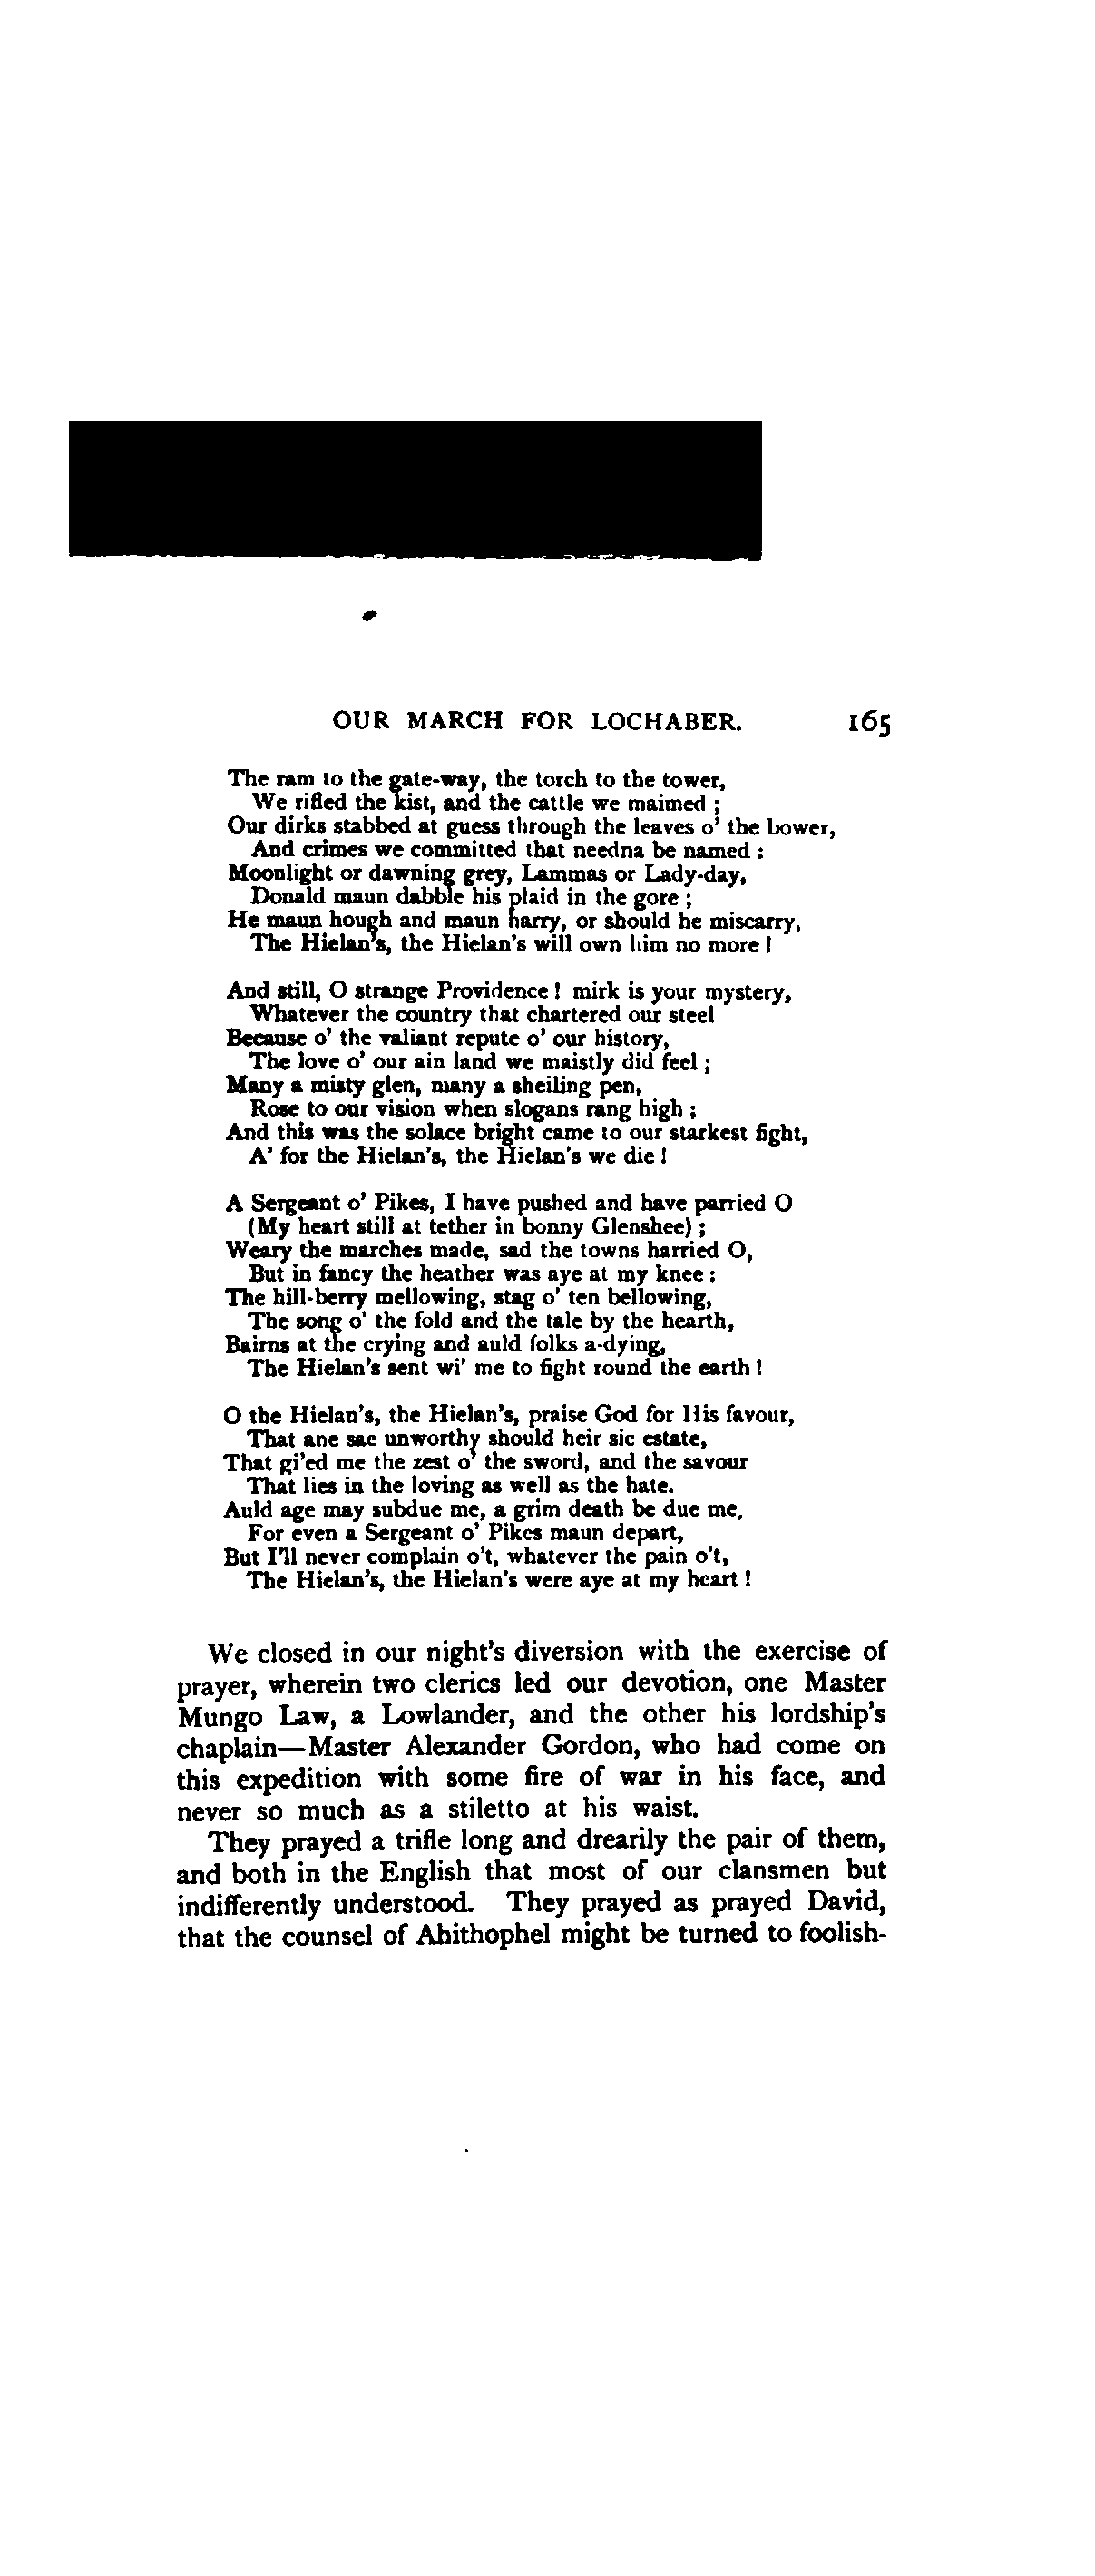 OUR MARCH FOR LOCHABER. 165
The ram to the gate-way, the torch to the tower,
We rifled the kist, and the cattle we maimed ;
Our dirks stabbed at guess through the leaves o' the bower,
And crimes we committed that needna be named :
Moonlight or dawning grey, Lammas or Lady-day,
Donald maun dabble his plaid in the gore ;
He maun hough and maun harry, or should he miscarry,
The Hielan's, the Hielan's will own him no more !
And still, O strange Providence ! mirk is your mystery,
Whatever the country that chartered our steel
Because o' the valiant repute o' our history,
The love o' our ain land we maistly did feel ;
Many a misty glen, many a sheiling pen,
Rose to our vision when slogans rang high ;
And this was the solace bright came to our starkest fight,
A' for the Hielan's, the Hielan's we die !
A Sergeant o' Pikes, I have pushed and have parried O
(My heart still at tether in bonny Glenshee) ;
Weary the marches made, sad the towns harried O,
But in fancy the heather was aye at my knee :
The hill-berry mellowing, stag o' ten bellowing,
The song o' the fold and the tale by the hearth,
Bairns at the crying and auld folks a-dying,
The Hielan's sent wi' me to fight round the earth !
O the Hielan's, the Hielan's, praise God for His favour,
That ane sae unworthy should heir sic estate,
That gi'ed me the zest o' the sword, and the savour
That lies in the loving as well as the hate.
Auld age may subdue me, a grim death be due me,
For even a Sergeant o' Pikes maun depart,
But I'll never complain o't, whatever the pain o't,
The Hielan's, the Hielan's were aye at my heart !
We closed in our night's diversion with the exercise of
prayer, wherein two clerics led our devotion, one Master
Mungo Law, a Lowlander, and the other his lordship's
chaplain—Master Alexander Gordon, who had come on
this expedition with some fire of war in his face, and
never so much as a stiletto at his waist.
They prayed a trifle long and drearily the pair of them,
and both in the English that most of our clansmen but
indifferently understood. They prayed as prayed David,
that the counsel of Ahithophel might be turned to foolish-